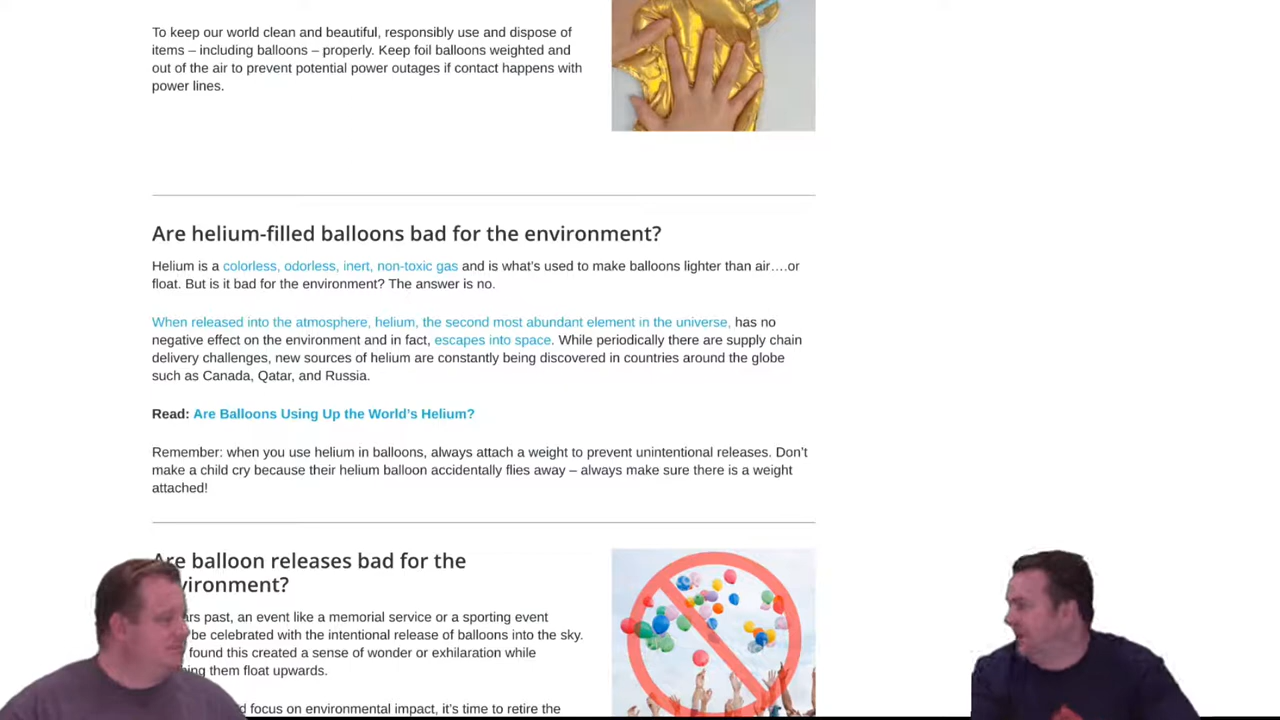 To keep our world clean and beautiful, responsibly use and dispose of
items – including balloons – properly. Keep foil balloons weighted and
out of the air to prevent potential power outages if contact happens with
power lines.
Are helium-filled balloons bad for the environment?
Helium is a colorless, odorless, inert, non-toxic gas and is what’s used to make balloons lighter than air….or
float. But is it bad for the environment? The answer is no.
When released into the atmosphere, helium, the second most abundant element in the universe, has no
negative effect on the environment and in fact, escapes into space. While periodically there are supply chain
delivery challenges, new sources of helium are constantly being discovered in countries around the globe
such as Canada, Qatar, and Russia.
Read: Are Balloons Using Up the World’s Helium?
Remember: when you use helium in balloons, always attach a weight to prevent unintentional releases. Don’t
make a child cry because their helium balloon accidentally flies away – always make sure there is a weight
attached!
Are balloon releases bad for the
environment?
past, an event like a memorial service or a sporting event
be celebrated with the intentional release of balloons into the sky.
found this created a sense of wonder or exhilaration while
them float upwards.
focus on environmental impact, it’s time to retire the